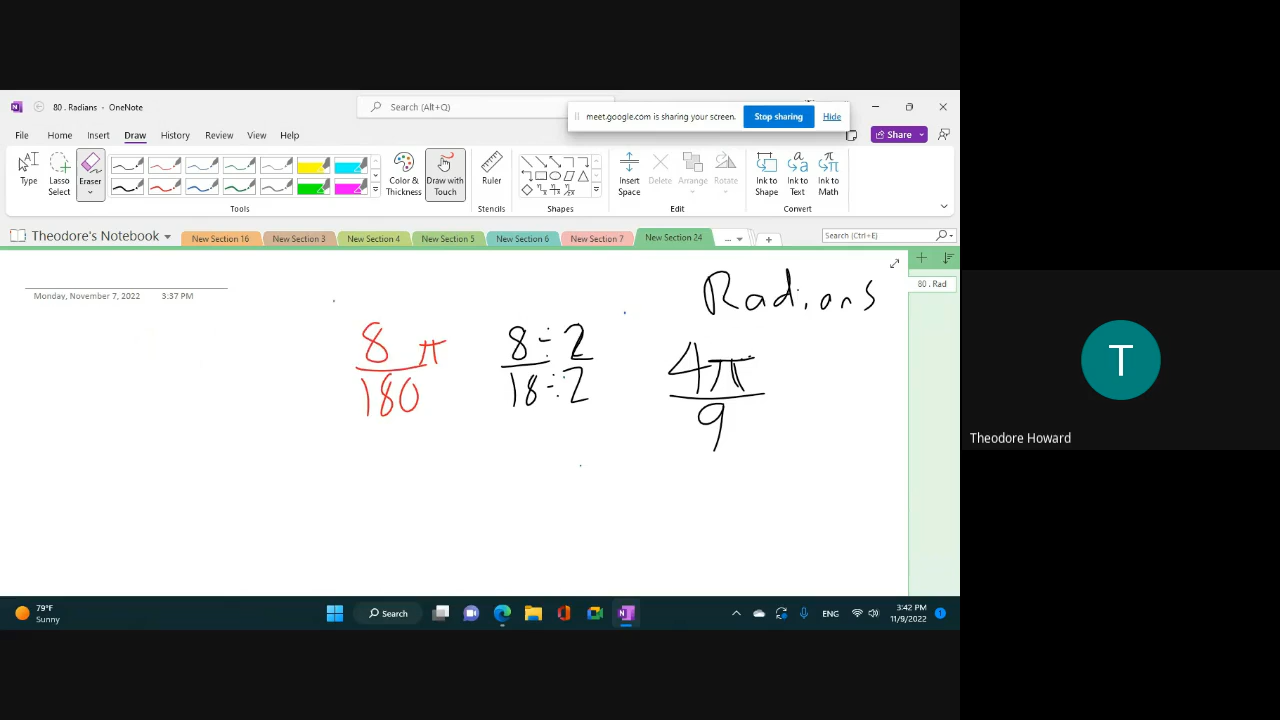 80 . Radians - OneNote
Search (Alt+Q)
meet.google.com is sharing your screen.
Stop sharing
Hide
File
Home
Insert
Draw
History
Review
View
Help
Share
Type
Lasso Select
Eraser
Color & Thickness
Draw with Touch
Ruler
Insert Space
Delete
Arrange
Rotate
Ink to Shape
Ink to Text
Ink to Math
Tools
Stencils
Shapes
Edit
Convert
Theodore's Notebook
New Section 16
New Section 3
New Section 4
New Section 5
New Section 6
New Section 7
New Section 24
...
Search (Ctrl+E)
80 . Rad
Monday, November 7, 2022
3:37 PM
Radians
8 π
180
8 ÷ 2
18 ÷ 2
4π
9
T
Theodore Howard
79°F
Sunny
Search
ENG
3:42 PM
11/9/2022
1